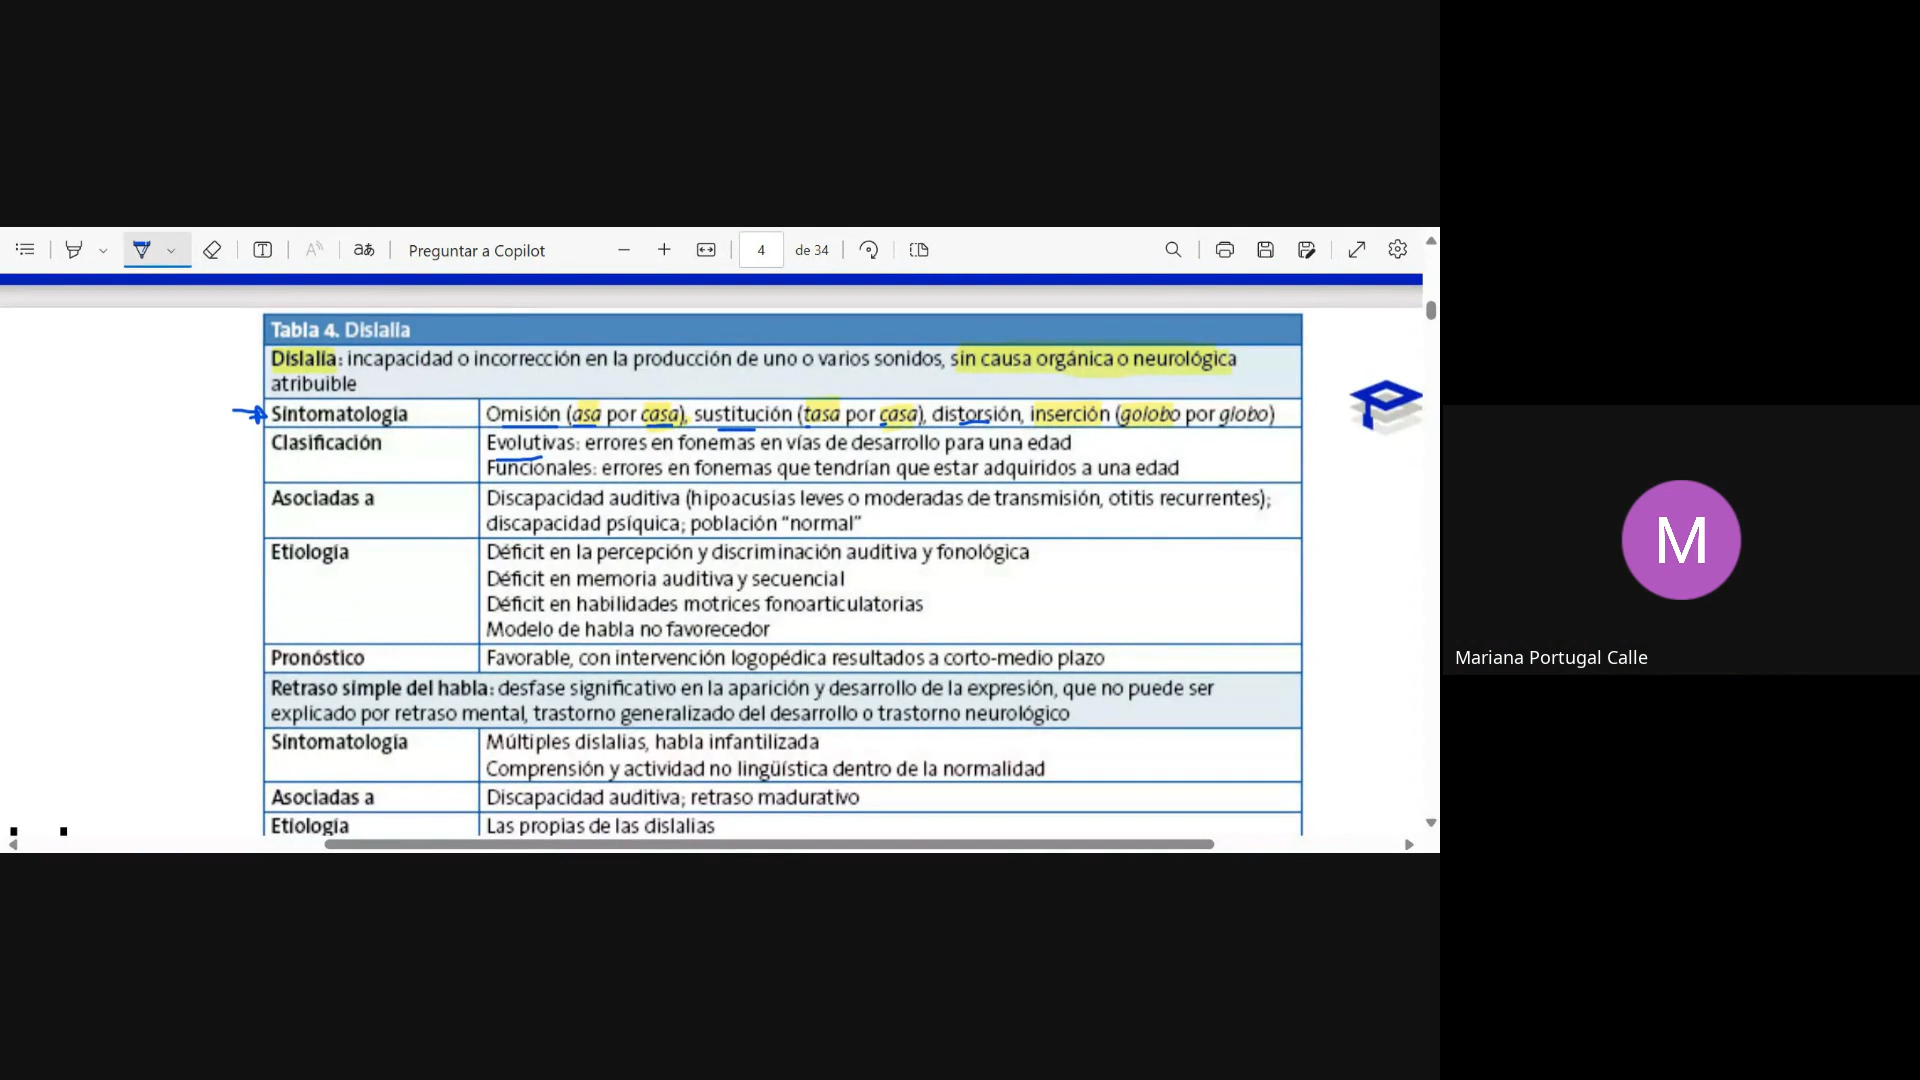 Preguntar a Copilot
4 de 34
Tabla 4. Dislalia
Dislalia: incapacidad o incorrección en la producción de uno o varios sonidos, sin causa orgánica o neurológica
atribuible
Sintomatología Omisión (asa por casa), sustitución (tasa por casa), distorsión, inserción (golobo por globo)
Clasificación Evolutivas: errores en fonemas en vías de desarrollo para una edad
Funcionales: errores en fonemas que tendrían que estar adquiridos a una edad
Asociadas a Discapacidad auditiva (hipoacusias leves o moderadas de transmisión, otitis recurrentes);
discapacidad psíquica; población “normal”
Etiología Déficit en la percepción y discriminación auditiva y fonológica
Déficit en memoria auditiva y secuencial
Déficit en habilidades motrices fonoarticulatorias
Modelo de habla no favorecedor
Pronóstico Favorable, con intervención logopédica resultados a corto-medio plazo
Retraso simple del habla: desfase significativo en la aparición y desarrollo de la expresión, que no puede ser
explicado por retraso mental, trastorno generalizado del desarrollo o trastorno neurológico
Sintomatología Múltiples dislalias, habla infantilizada
Comprensión y actividad no lingüística dentro de la normalidad
Asociadas a Discapacidad auditiva; retraso madurativo
Etiología Las propias de las dislalias
M
Mariana Portugal Calle